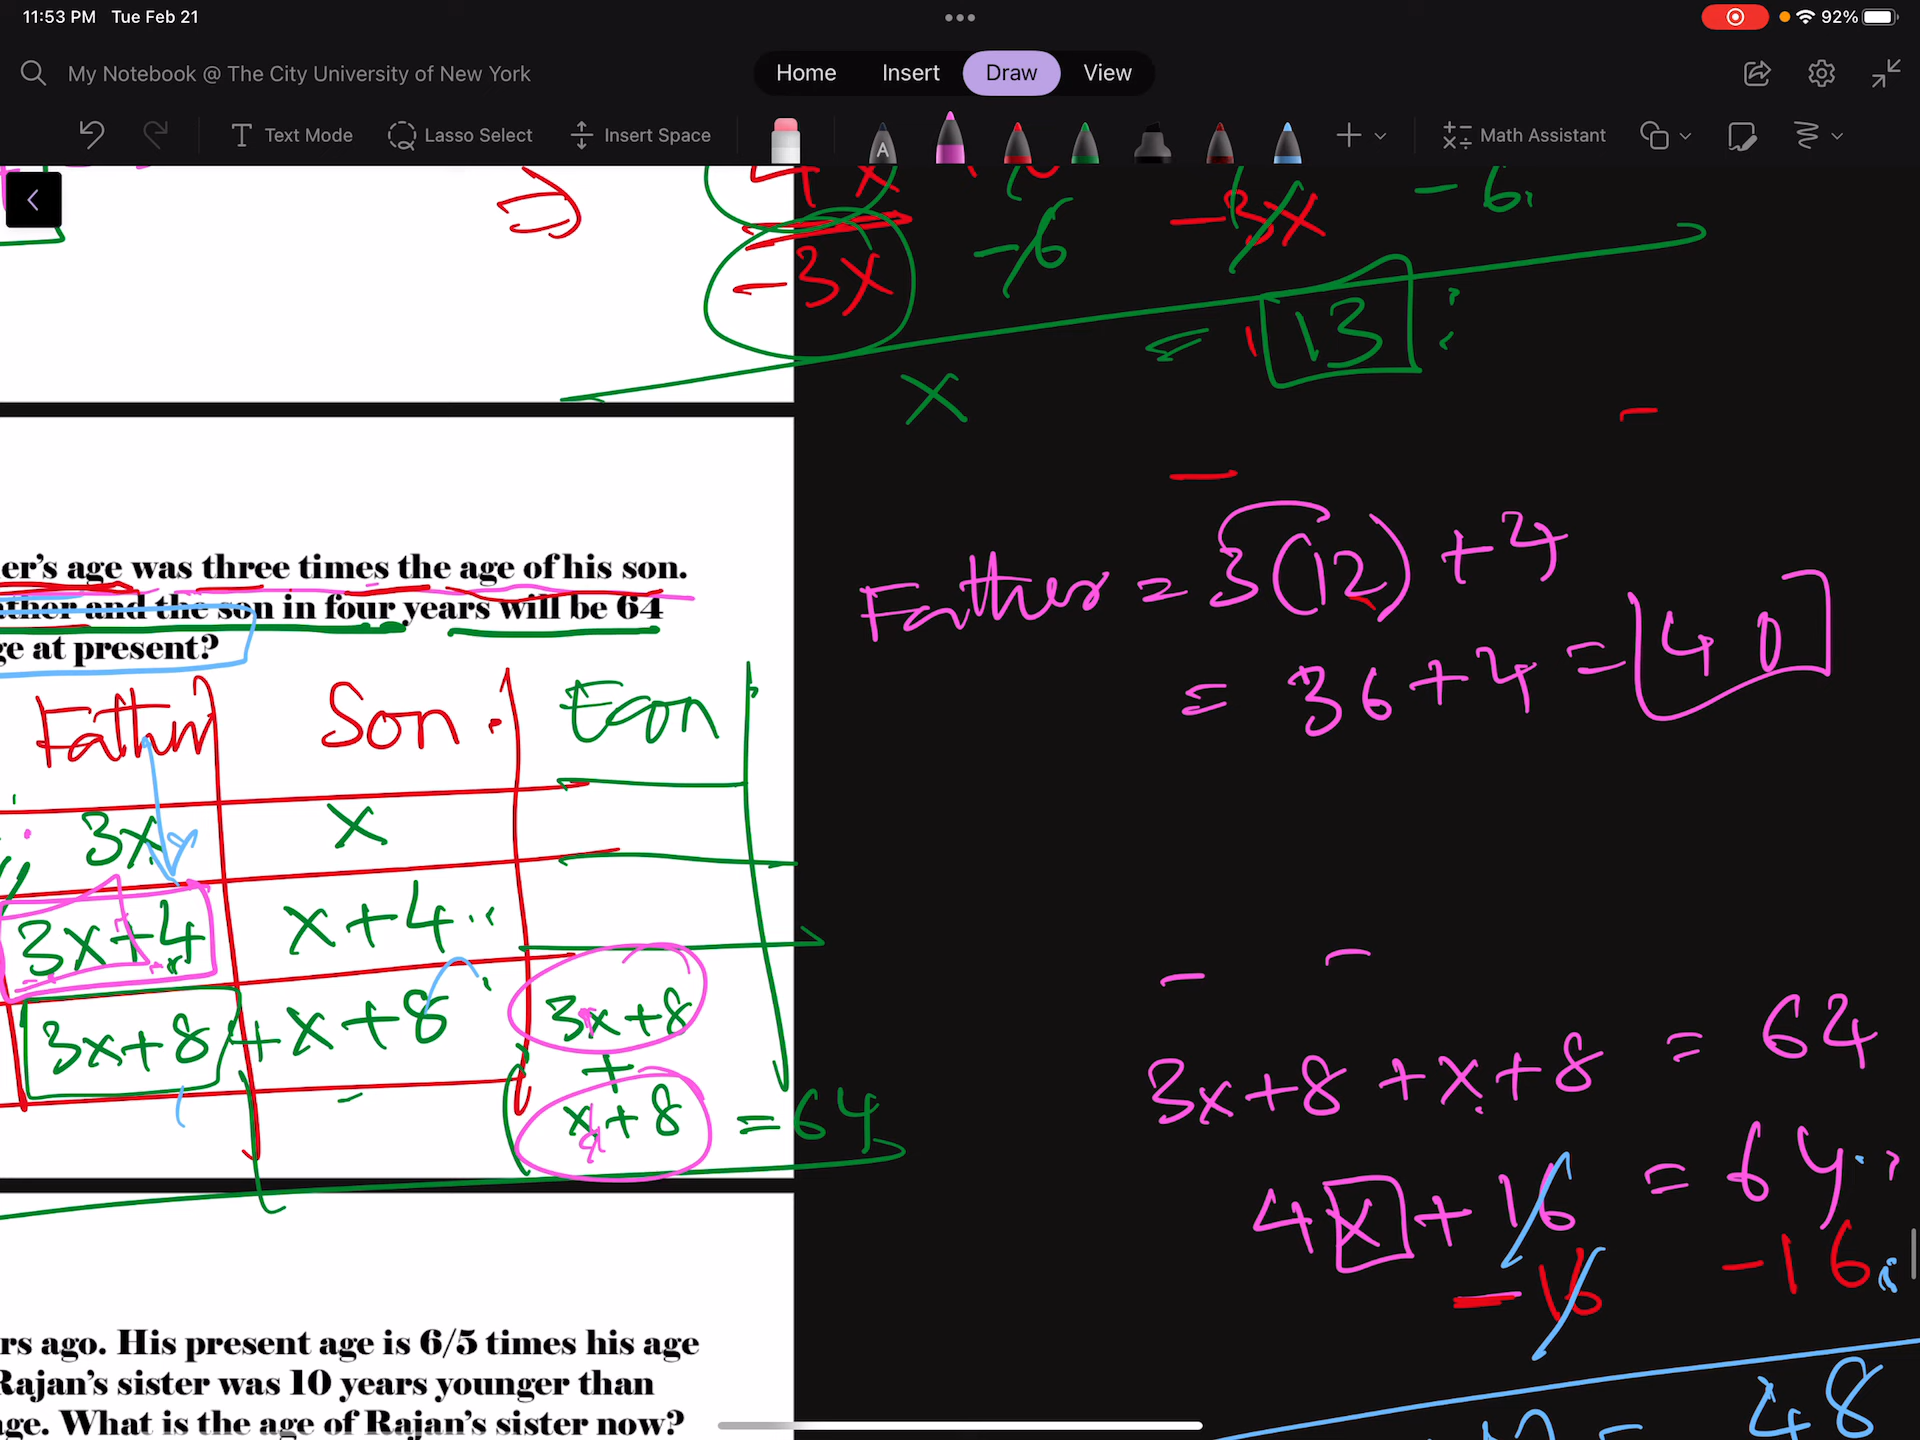 11:53 PM Tue Feb 21
92%
My Notebook @ The City University of New York
Home Insert Draw View
Text Mode Lasso Select Insert Space
A
Math Assistant
4x
-6 -3x -6
-3x
x = 13
er's age was three times the age of his son.
ather and the son in four years will be 64
ge at present?
Father = 3(12) + 4
= 36 + 4 = 40
Father Son Eqn
3x x
3x+4 x+4
3x+8 + x+8 3x+8
+
x+8 = 64
3x+8 + x+8 = 64
4x + 16 = 64
-16 -16
48
rs ago. His present age is 6/5 times his age
Rajan's sister was 10 years younger than
ge. What is the age of Rajan's sister now?